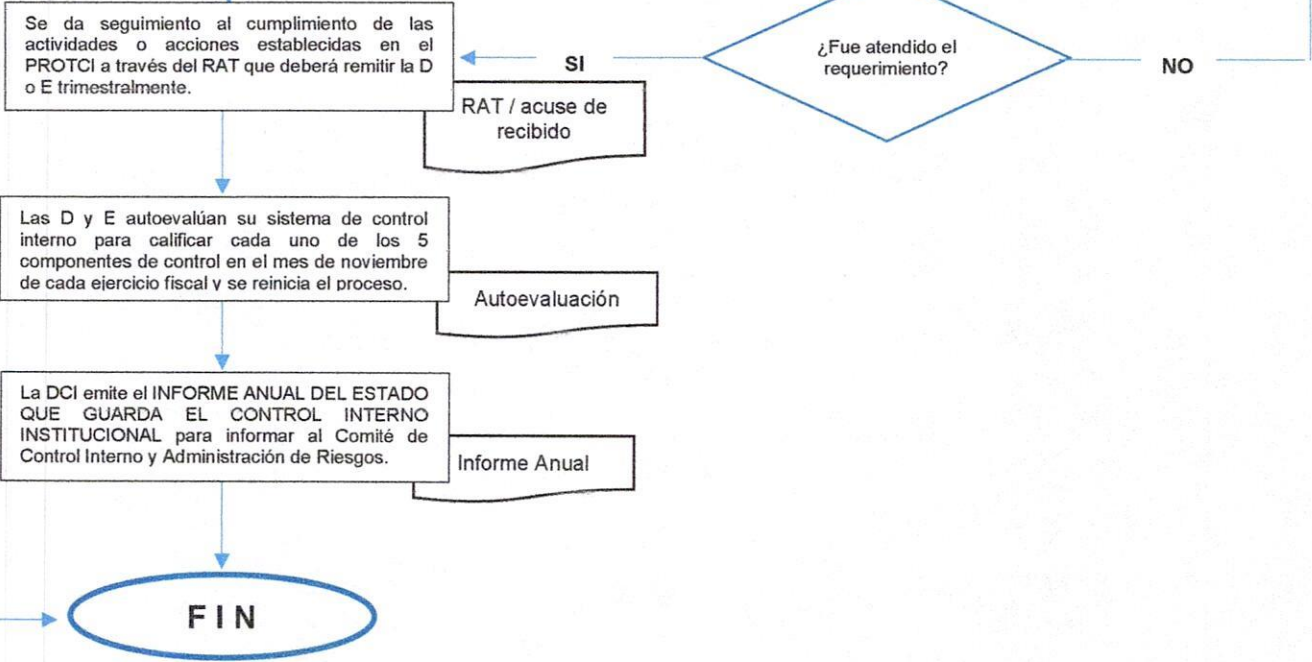 Se da seguimiento al cumplimiento de las
actividades o acciones establecidas en el
PROTCI a través del RAT que deberá remitir la D
o E trimestralmente.
SI
¿Fue atendido el
requerimiento?
NO
RAT / acuse de
recibido
Las D y E autoevalúan su sistema de control
interno para calificar cada uno de los 5
componentes de control en el mes de noviembre
de cada ejercicio fiscal y se reinicia el proceso.
Autoevaluación
La DCI emite el INFORME ANUAL DEL ESTADO
QUE GUARDA EL CONTROL INTERNO
INSTITUCIONAL para informar al Comité de
Control Interno y Administración de Riesgos.
Informe Anual
FIN